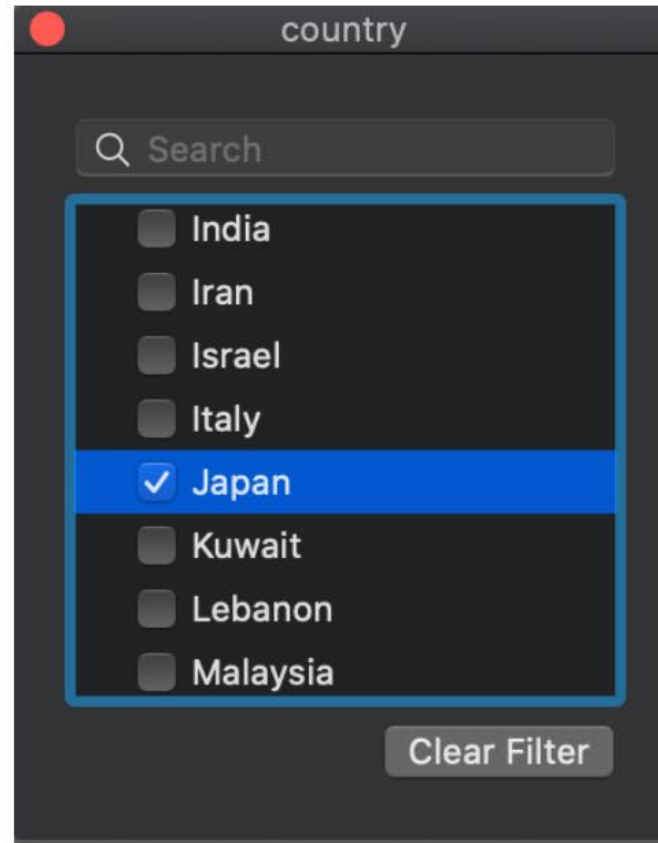 country
Search
India
Iran
Israel
Italy
Japan
Kuwait
Lebanon
Malaysia
Clear Filter